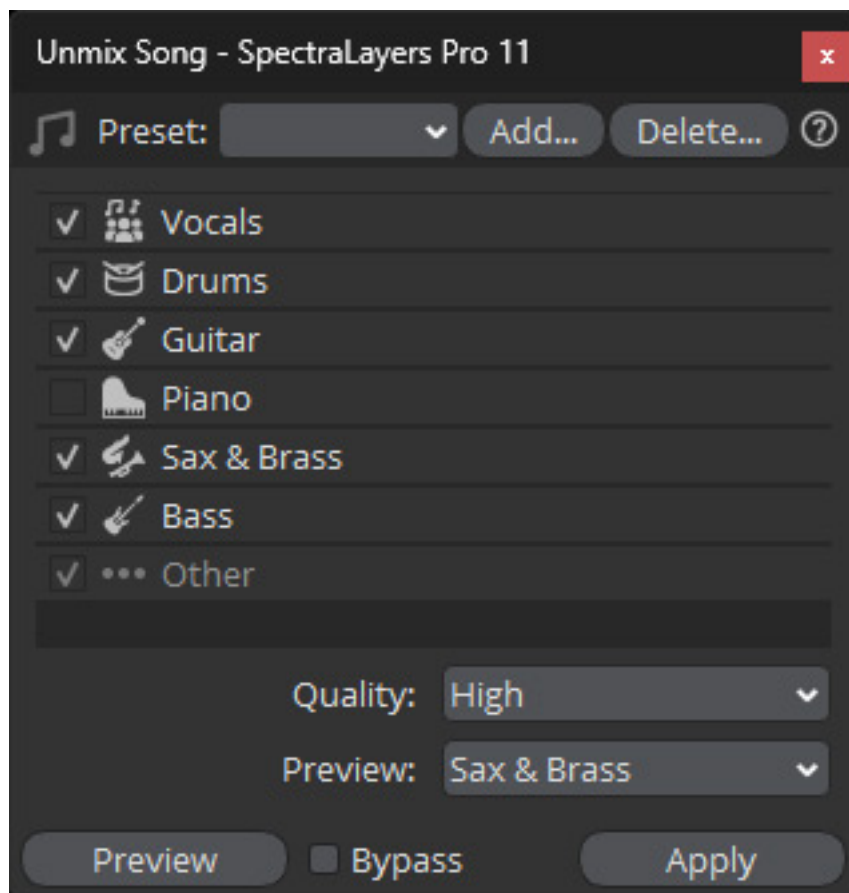 Unmix Song - SpectraLayers Pro 11 x
Preset: Add... Delete... ?
Vocals
Drums
Guitar
Piano
Sax & Brass
Bass
Other
Quality: High
Preview: Sax & Brass
Preview Bypass Apply